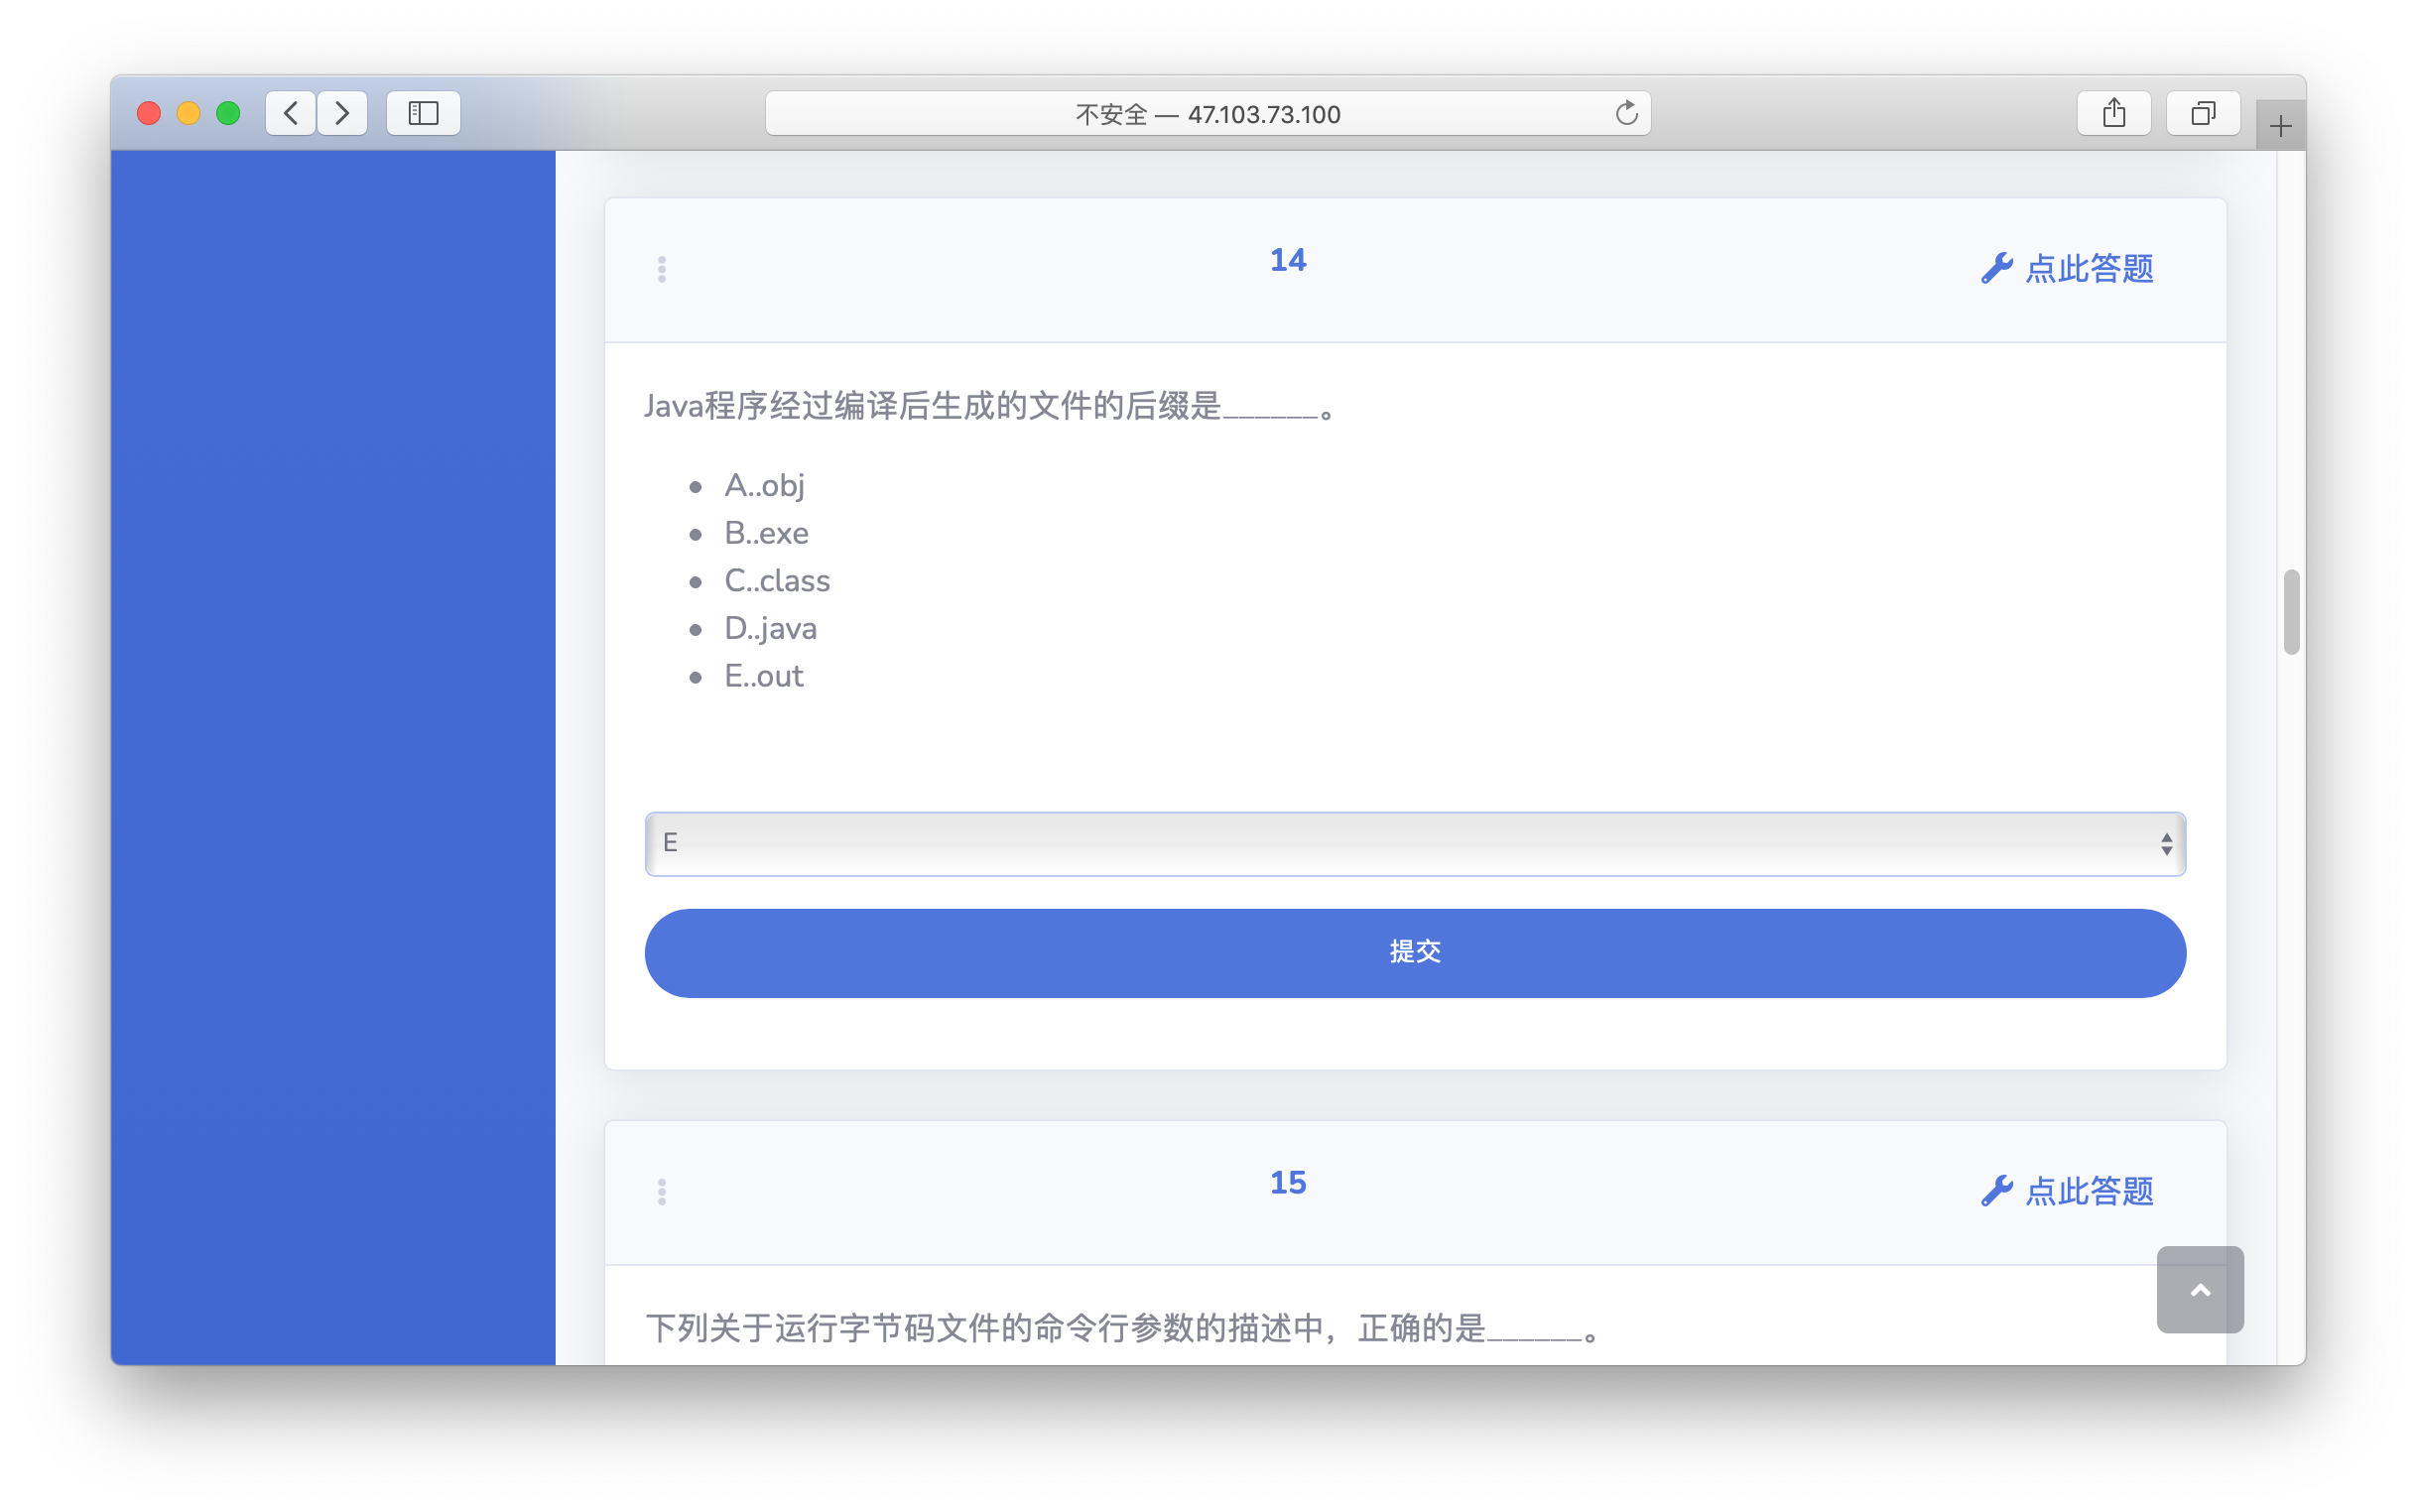 不安全 — 47.103.73.100
14
点此答题
Java程序经过编译后生成的文件的后缀是______。
A..obj
B..exe
C..class
D..java
E..out
E
提交
15
点此答题
下列关于运行字节码文件的命令行参数的描述中，正确的是______。